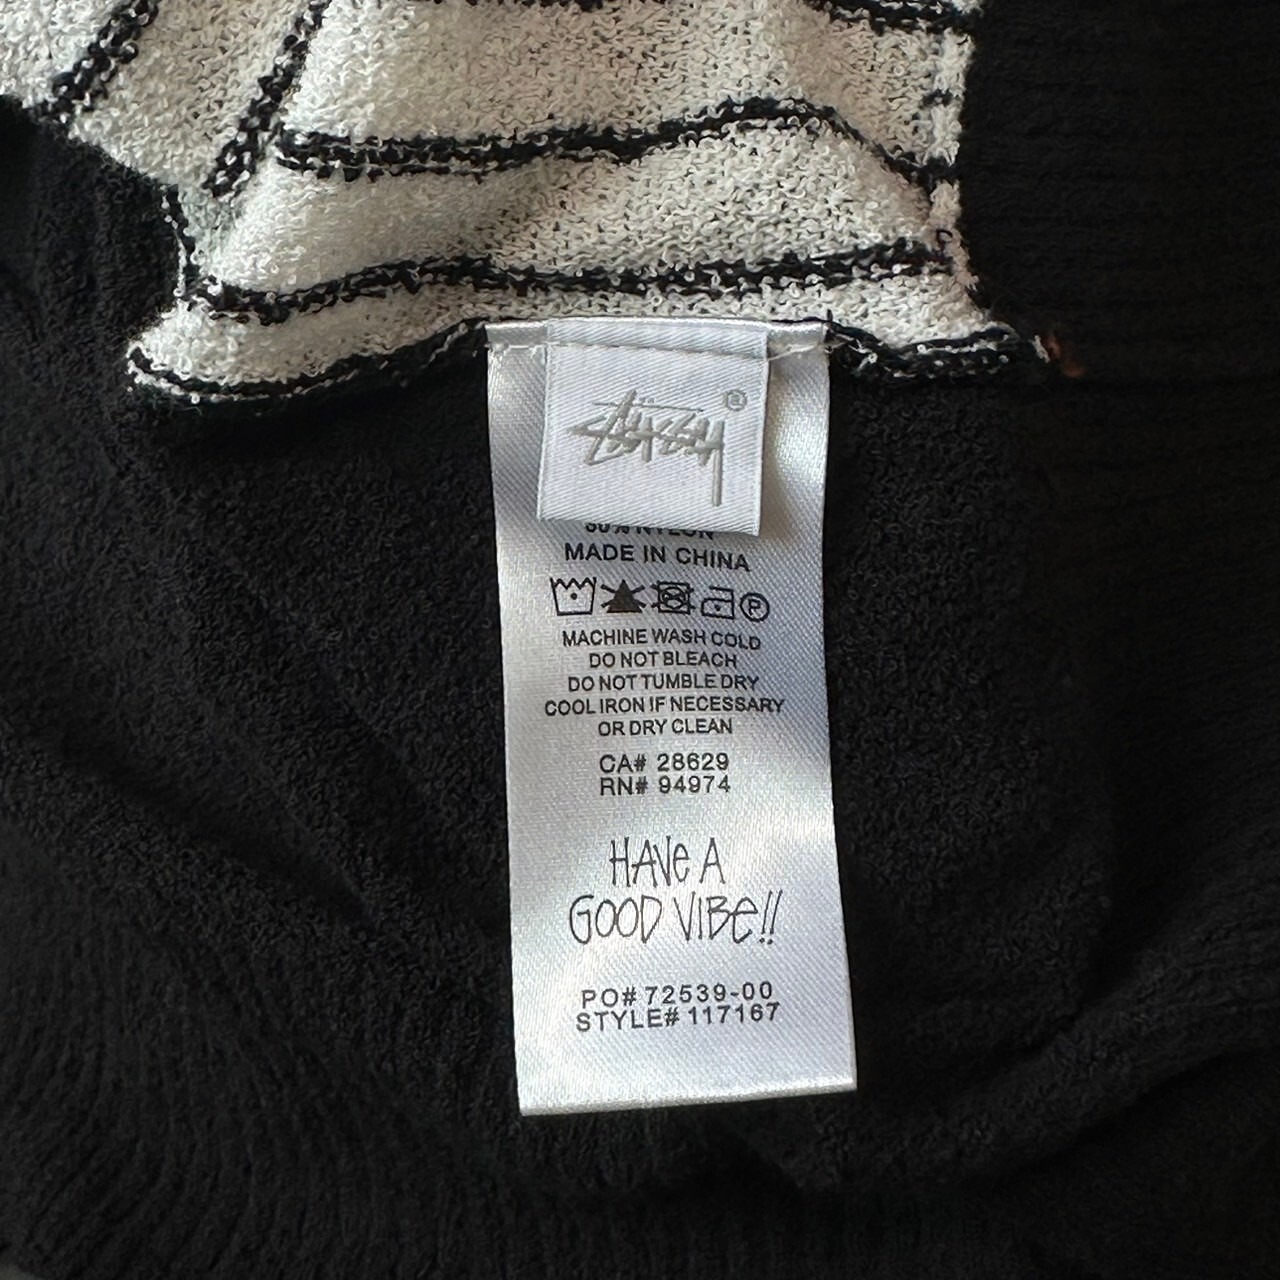 STÜSSY ®
NYLON
MADE IN CHINA
P
MACHINE WASH COLD
DO NOT BLEACH
DO NOT TUMBLE DRY
COOL IRON IF NECESSARY
OR DRY CLEAN
CA# 28629
RN# 94974
HAVE A
GOOD VIBE!!
PO# 72539-00
STYLE# 117167